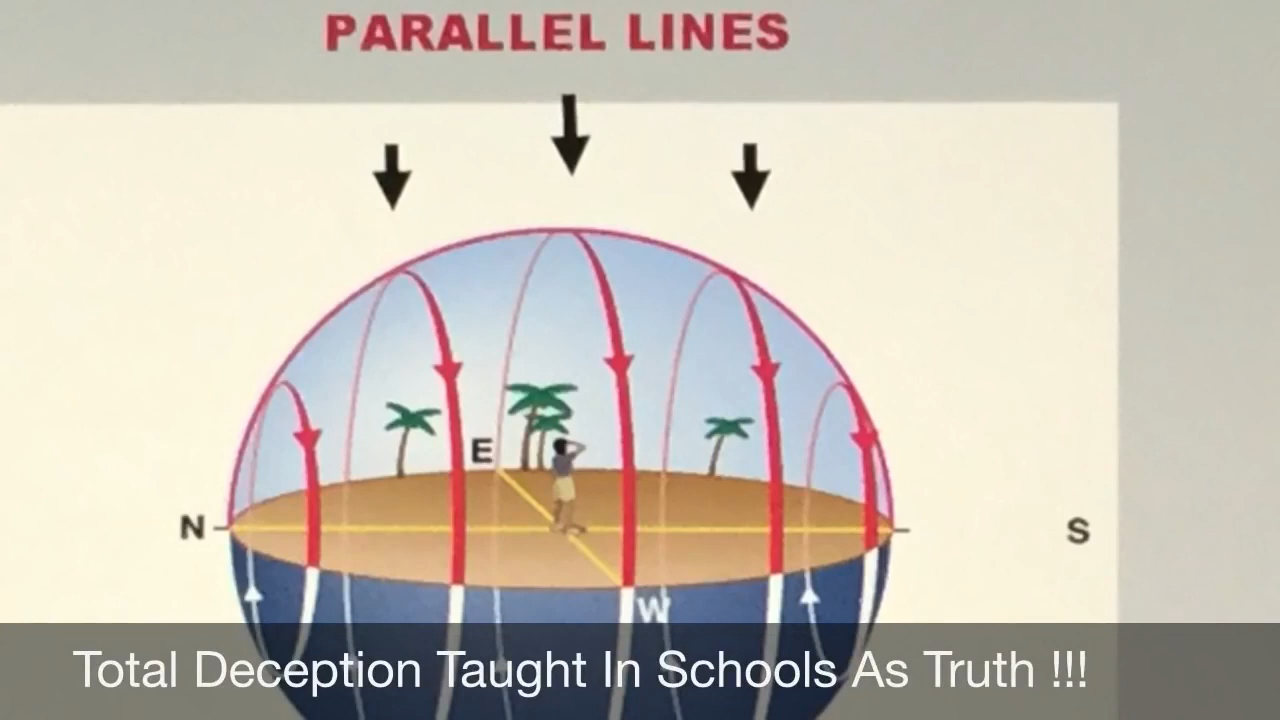 PARALLEL LINES
E
N
S
W
Total Deception Taught In Schools As Truth !!!